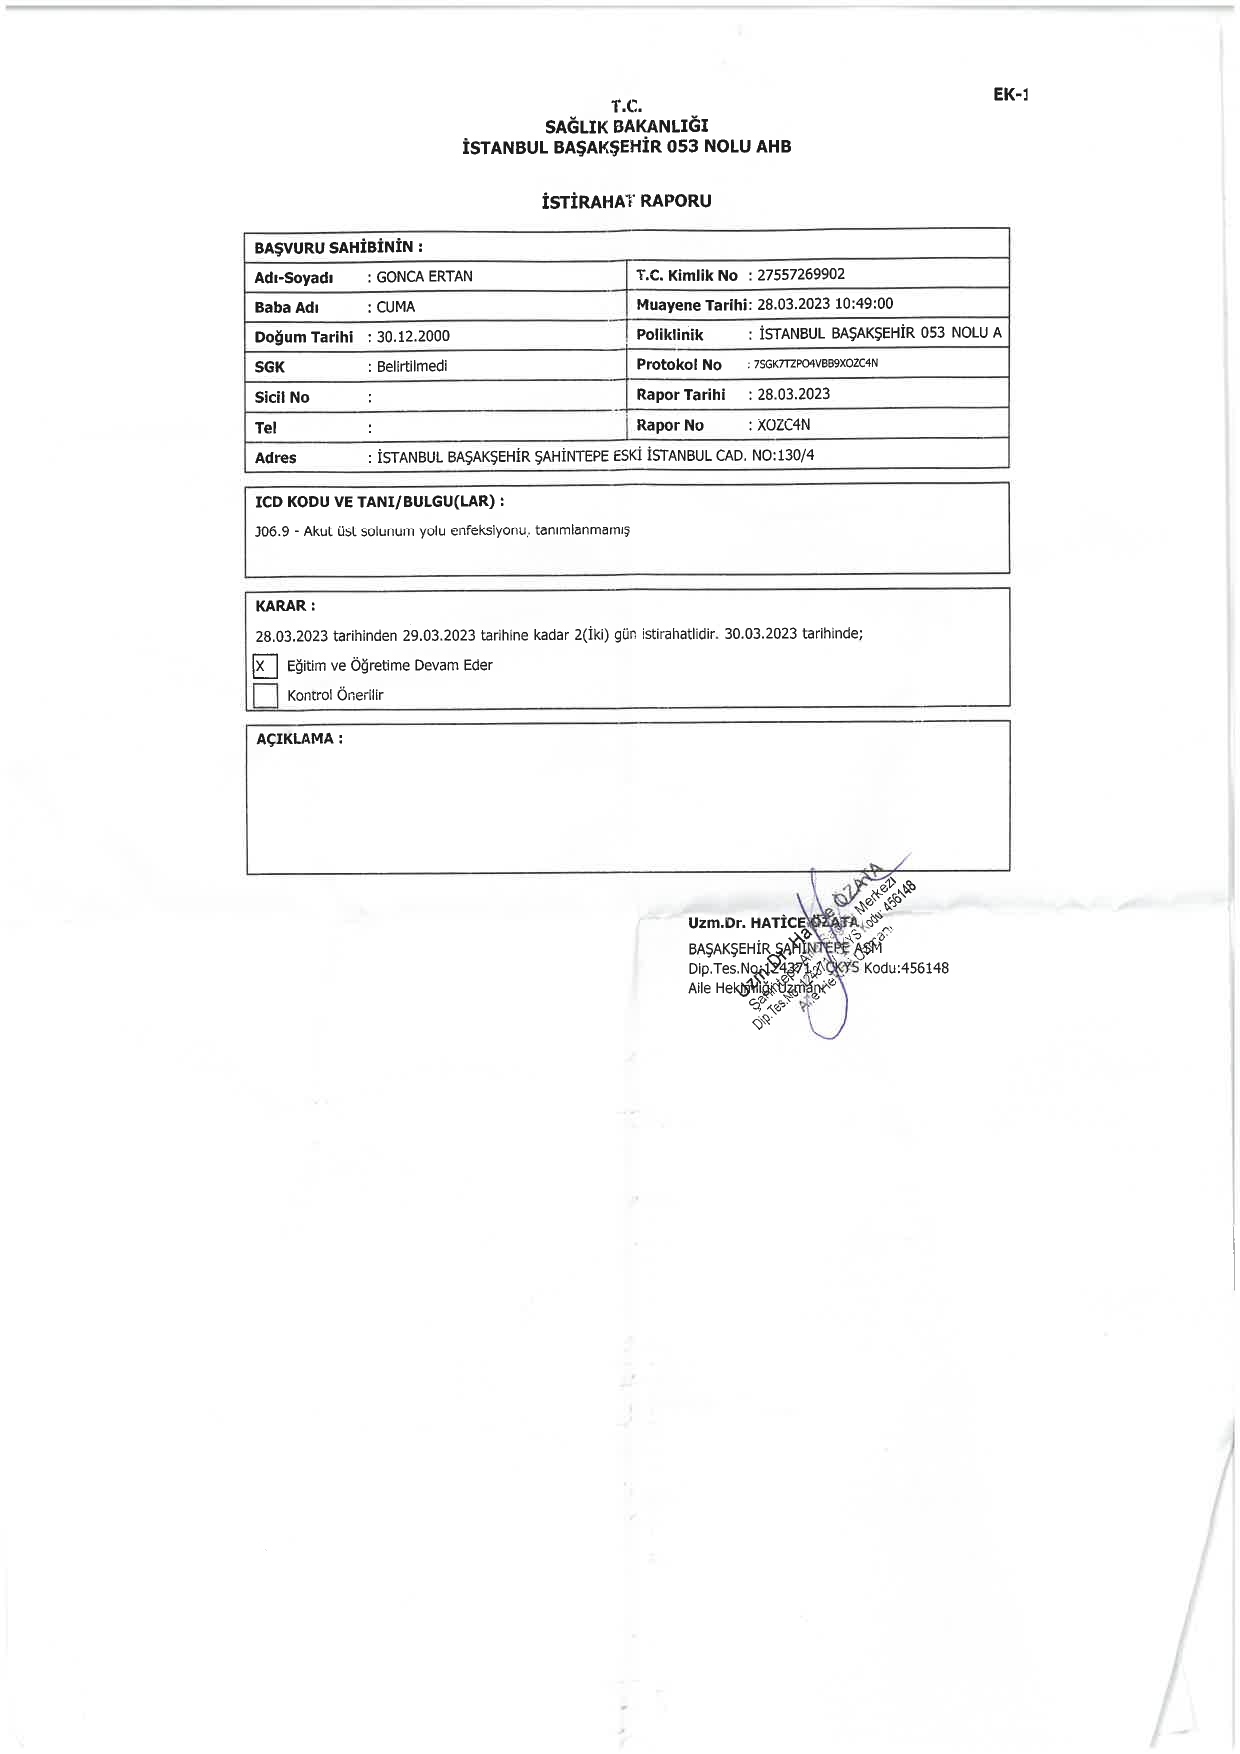 EK-1
T.C.
SAĞLIK BAKANLIĞI
İSTANBUL BAŞAKŞEHİR 053 NOLU AHB
İSTİRAHAT RAPORU
BAŞVURU SAHİBİNİN :
Adı-Soyadı : GONCA ERTAN T.C. Kimlik No : 27557269902
Baba Adı : CUMA Muayene Tarihi: 28.03.2023 10:49:00
Doğum Tarihi : 30.12.2000 Poliklinik : İSTANBUL BAŞAKŞEHİR 053 NOLU A
SGK : Belirtilmedi Protokol No : 7SGK7TZPO4VBB9XOZC4N
Sicil No : Rapor Tarihi : 28.03.2023
Tel : Rapor No : XOZC4N
Adres : İSTANBUL BAŞAKŞEHİR ŞAHİNTEPE ESKİ İSTANBUL CAD. NO:130/4
ICD KODU VE TANI/BULGU(LAR) :
J06.9 - Akut üst solunum yolu enfeksiyonu, tanımlanmamış
KARAR :
28.03.2023 tarihinden 29.03.2023 tarihine kadar 2(İki) gün istirahatlidir. 30.03.2023 tarihinde;
X Eğitim ve Öğretime Devam Eder
Kontrol Önerilir
AÇIKLAMA :
Uzm.Dr. HATİCE ÖZATA
BAŞAKŞEHİR ŞAHİNTEPE ASM
Dip.Tes.No:124371 ÇKYS Kodu:456148
Aile Hekimliği Uzmanı
Uzm.Dr. Hatice ÖZATA
Merkezi
Dip.Tes.No: 124371 ÇKYS Kodu: 456148